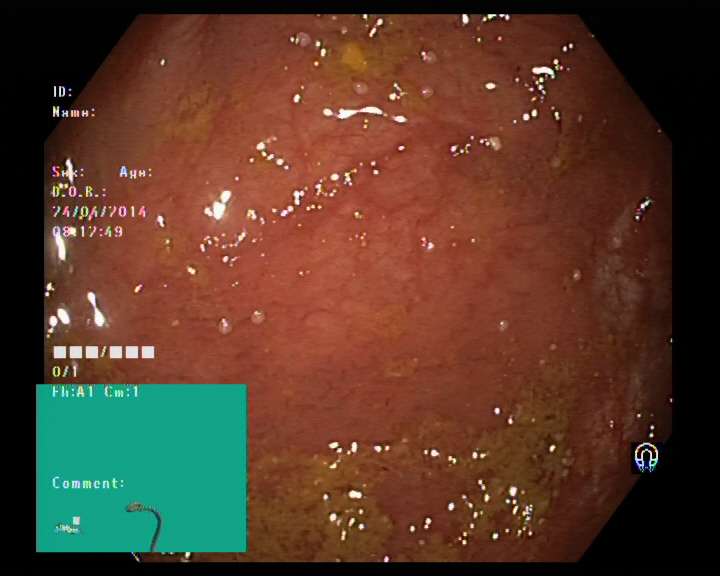 ID:
Name:
Sex: Age:
D.O.B.:
24/04/2014
08:12:49
0/1
Ph:A1 Cm:1
Comment: